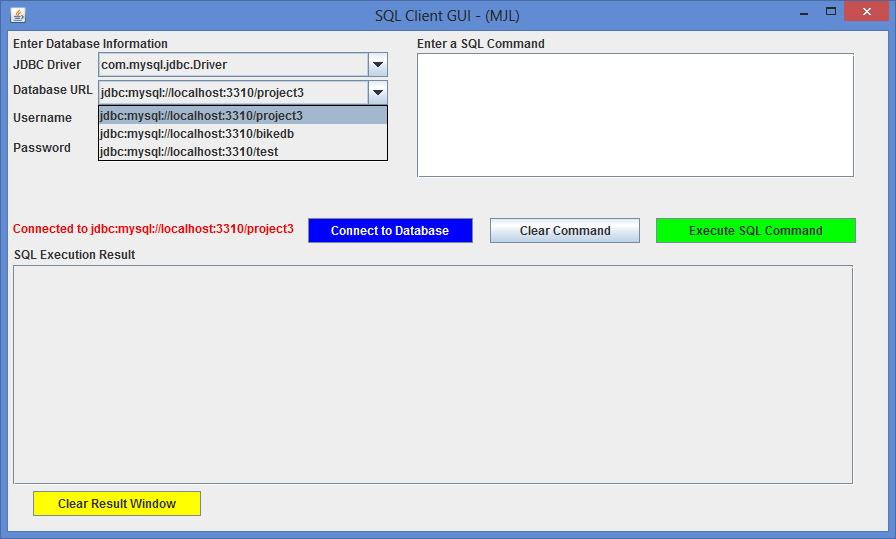 SQL Client GUI - (MJL)
Enter Database Information
JDBC Driver
com.mysql.jdbc.Driver
Database URL
jdbc:mysql://localhost:3310/project3
jdbc:mysql://localhost:3310/project3
jdbc:mysql://localhost:3310/bikedb
jdbc:mysql://localhost:3310/test
Username
Password
Enter a SQL Command
Connected to jdbc:mysql://localhost:3310/project3
Connect to Database
Clear Command
Execute SQL Command
SQL Execution Result
Clear Result Window